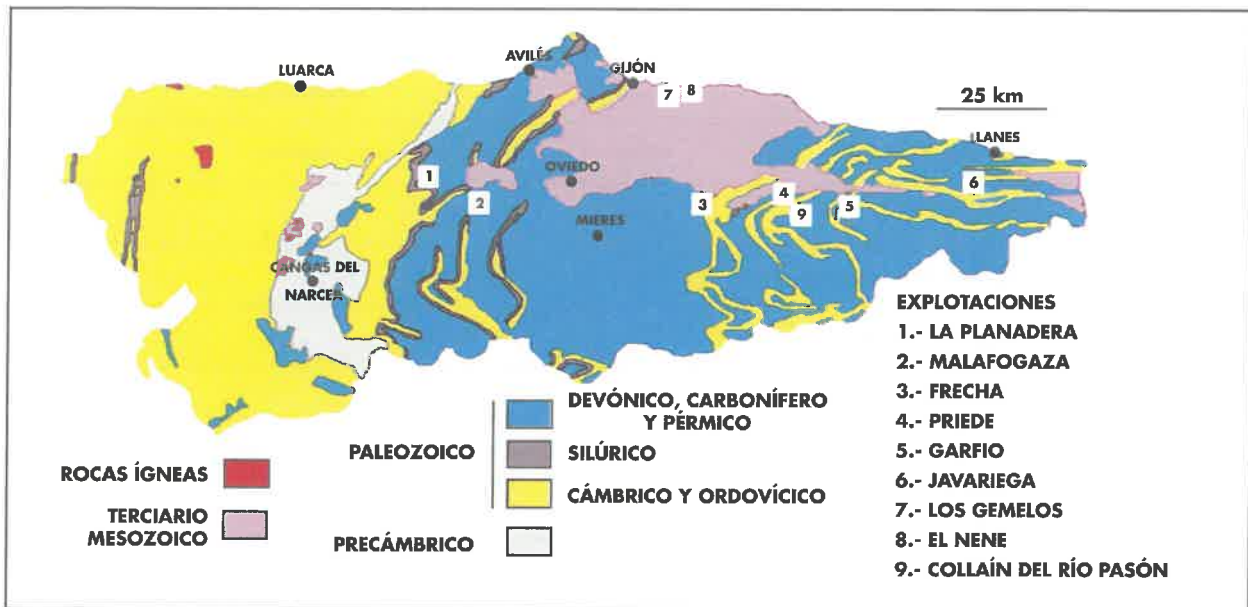 LUARCA
AVILÉS
GIJÓN
7
8
25 km
LLANES
1
OVIEDO
6
2
3
4
5
9
MIERES
CANGAS DEL
NARCEA
EXPLOTACIONES
1.- LA PLANADERA
2.- MALAFOGAZA
3.- FRECHA
4.- PRIEDE
5.- GARFIO
6.- JAVARIEGA
7.- LOS GEMELOS
8.- EL NENE
9.- COLLAÍN DEL RÍO PASÓN
PALEOZOICO
DEVÓNICO, CARBONÍFERO
Y PÉRMICO
SILÚRICO
CÁMBRICO Y ORDOVÍCICO
PRECÁMBRICO
ROCAS ÍGNEAS
TERCIARIO
MESOZOICO